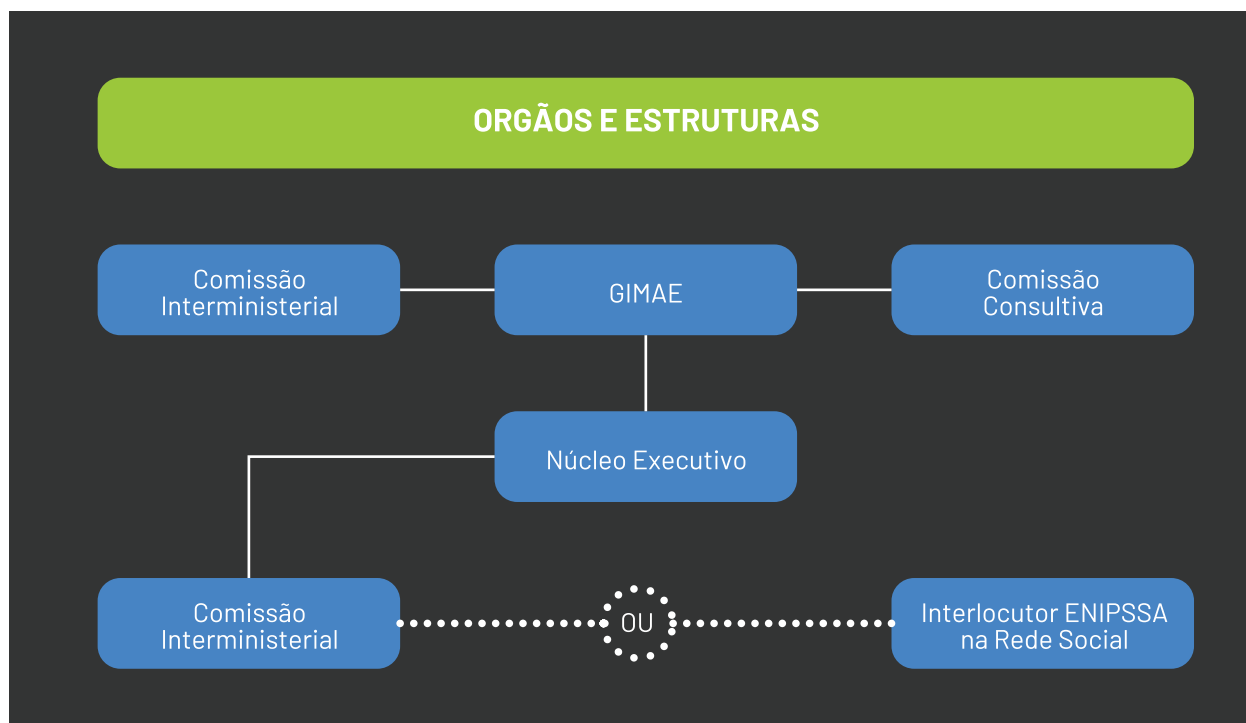 ORGÃOS E ESTRUTURAS
Comissão
Interministerial
GIMAE
Comissão
Consultiva
Núcleo Executivo
Comissão
Interministerial
OU
Interlocutor ENIPSSA
na Rede Social